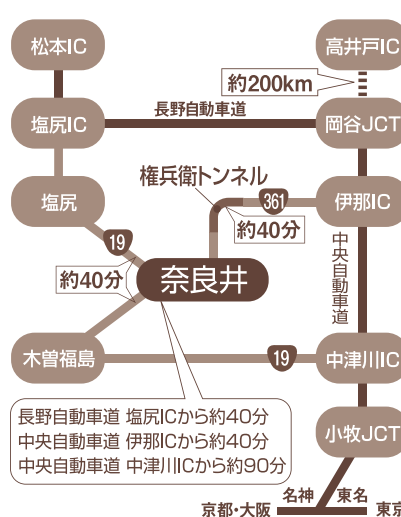 松本IC
高井戸IC
約200km
長野自動車道
塩尻IC
岡谷JCT
権兵衛トンネル
塩尻
361
伊那IC
19
約40分
約40分
奈良井
中央自動車道
木曽福島
19
中津川IC
長野自動車道 塩尻ICから約40分
中央自動車道 伊那ICから約40分
中央自動車道 中津川ICから約90分
小牧JCT
京都・大阪 名神 東名 東京